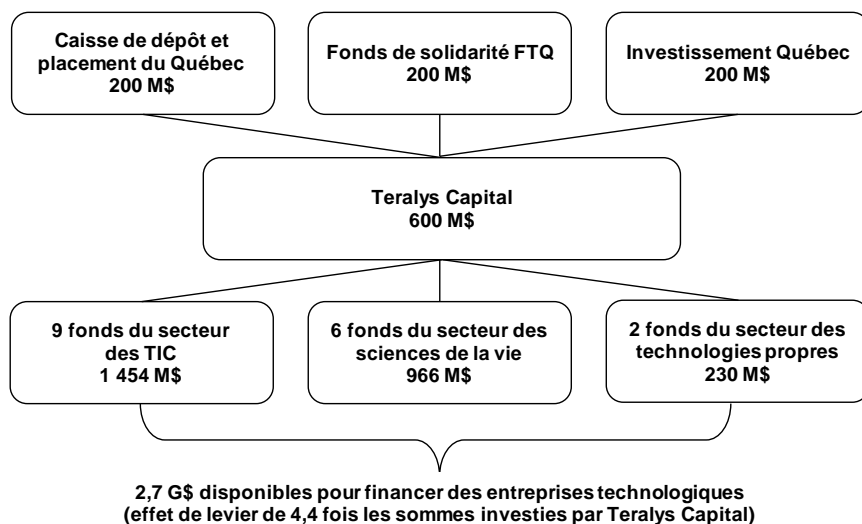 Caisse de dépôt et
placement du Québec
200 M$
Fonds de solidarité FTQ
200 M$
Investissement Québec
200 M$
Teralys Capital
600 M$
9 fonds du secteur
des TIC
1 454 M$
6 fonds du secteur des
sciences de la vie
966 M$
2 fonds du secteur des
technologies propres
230 M$
2,7 G$ disponibles pour financer des entreprises technologiques
(effet de levier de 4,4 fois les sommes investies par Teralys Capital)